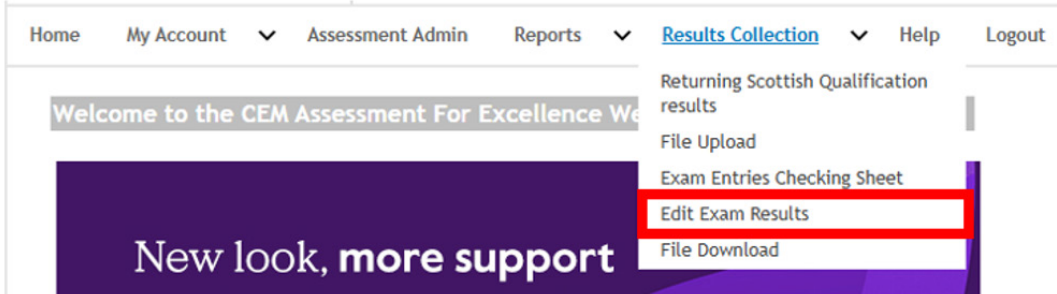 Home My Account Assessment Admin Reports Results Collection Help Logout
Returning Scottish Qualification
results
File Upload
Exam Entries Checking Sheet
Edit Exam Results
File Download
Welcome to the CEM Assessment For Excellence
New look, more support